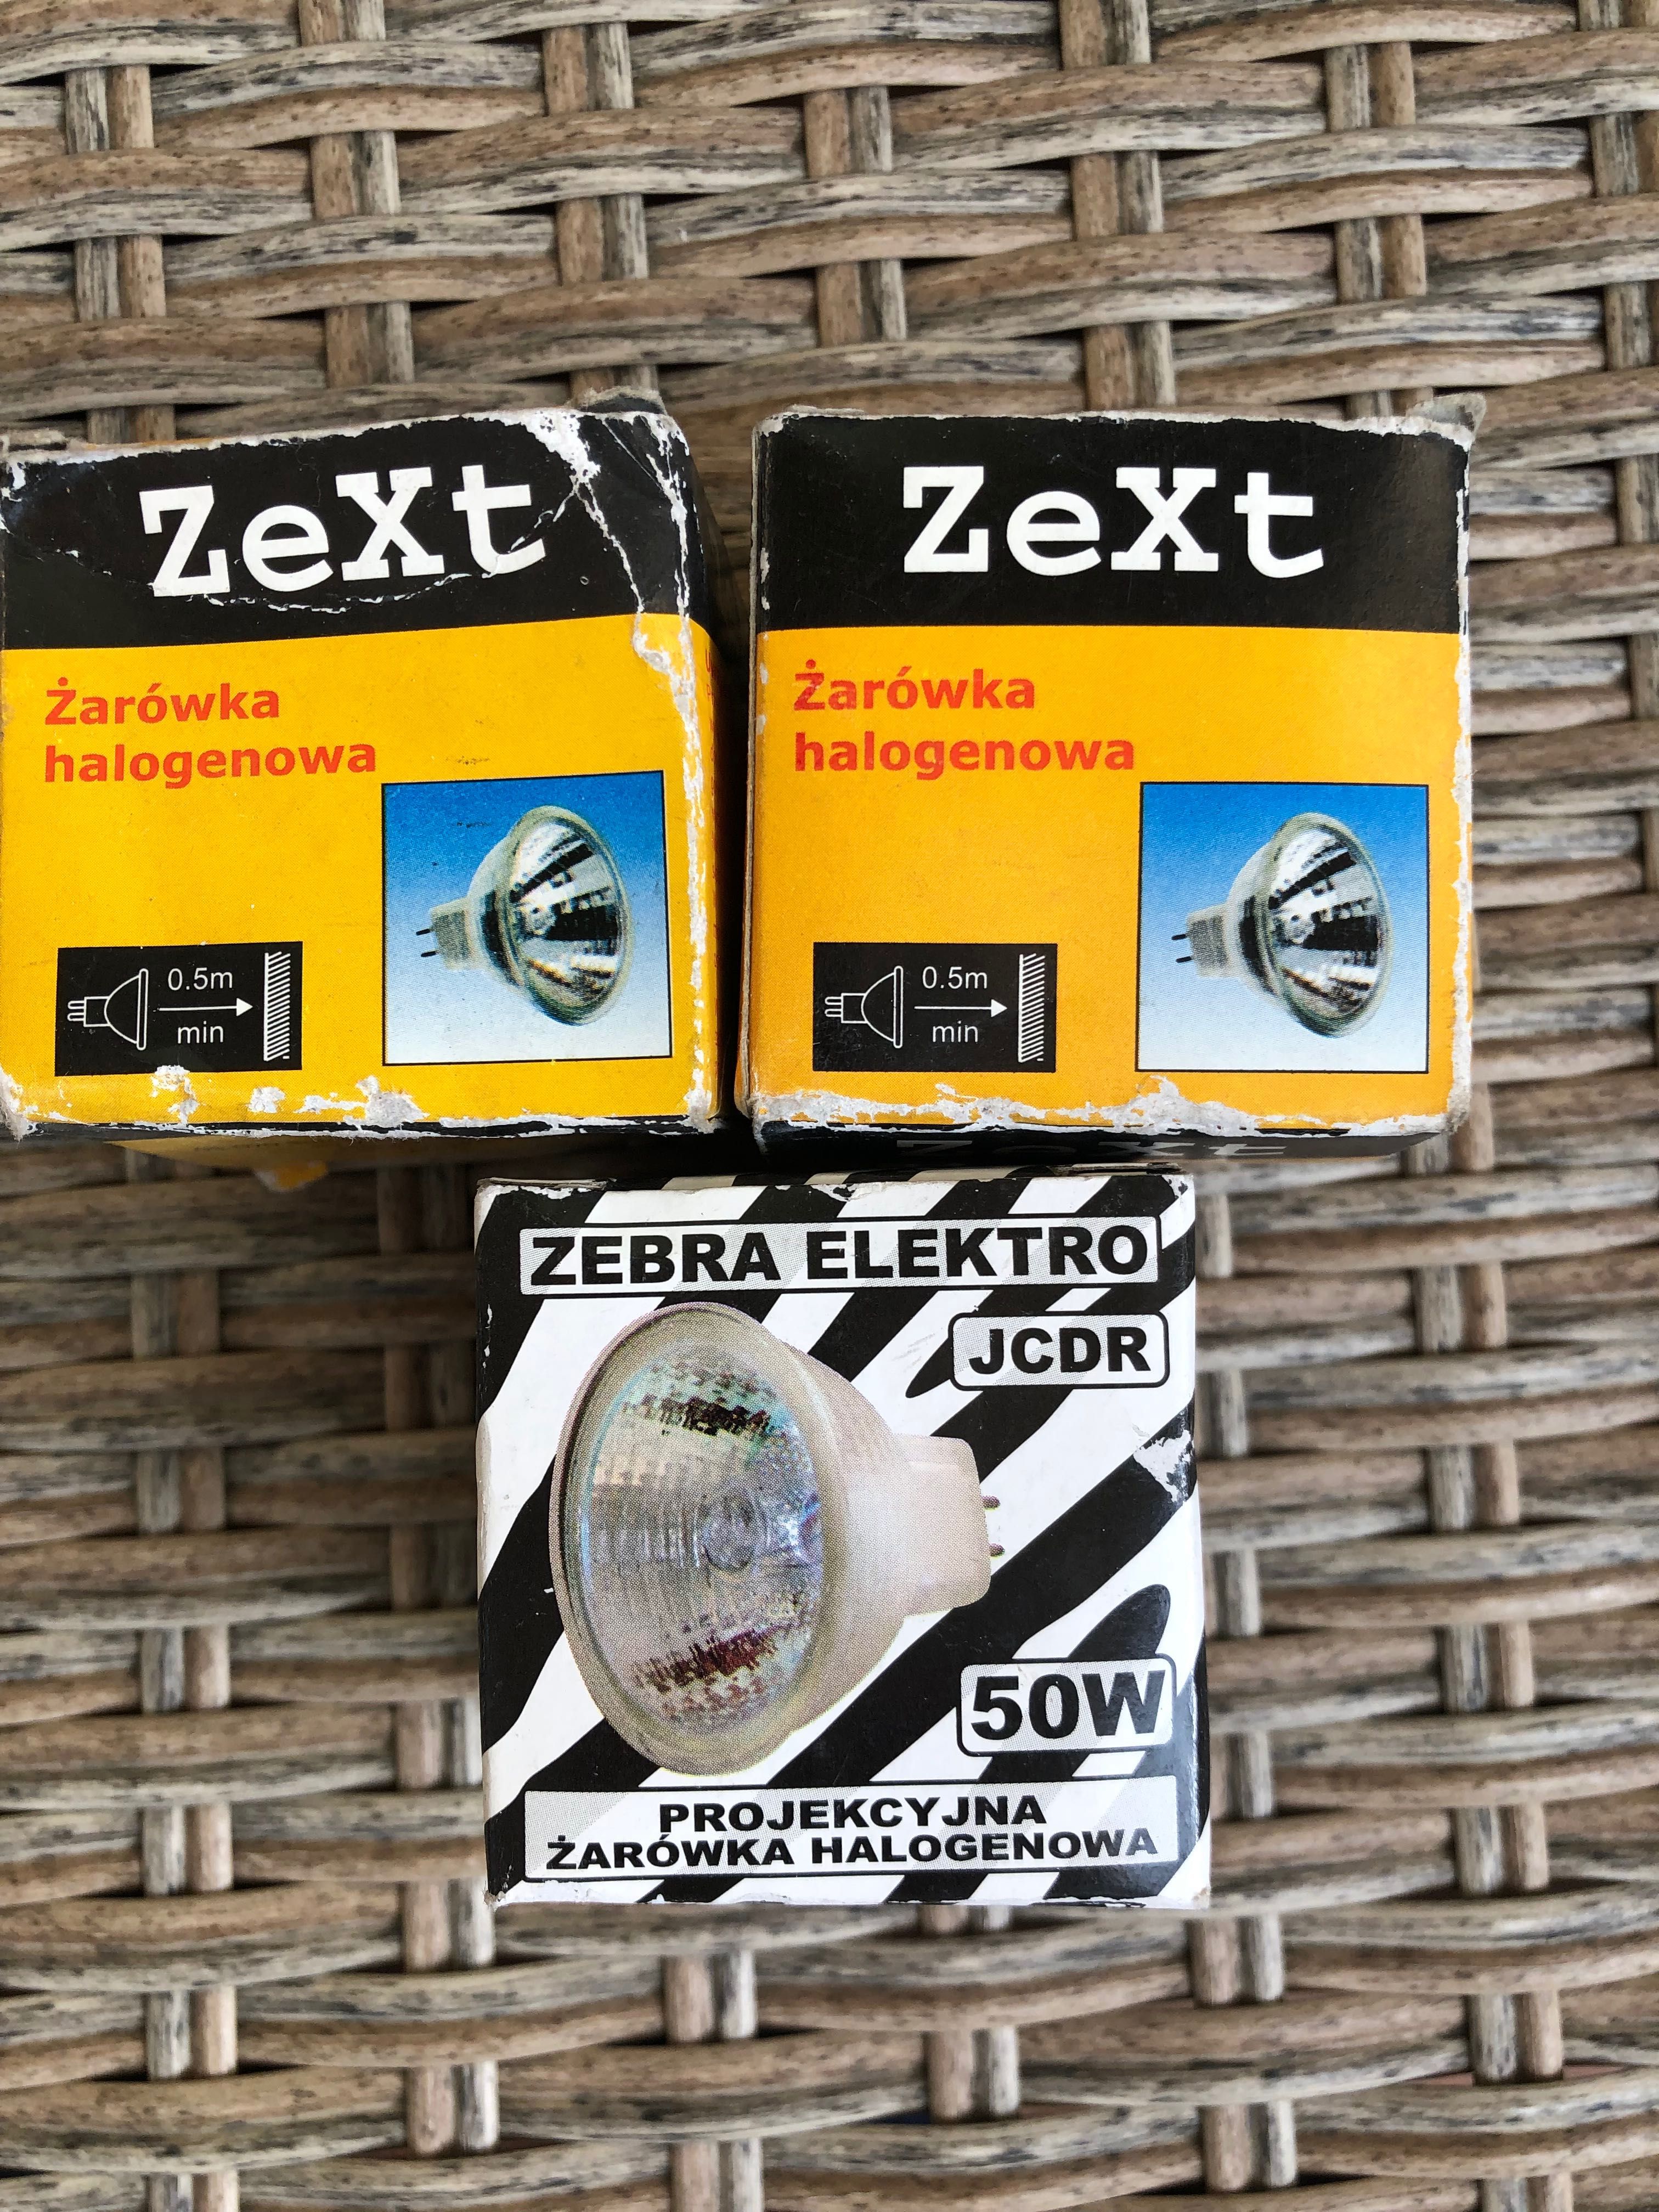 ZeXt
Żarówka
halogenowa
0.5m
min
ZeXt
Żarówka
halogenowa
0.5m
min
ZeXt
ZEBRA ELEKTRO
JCDR
50W
PROJEKCYJNA
ŻARÓWKA HALOGENOWA